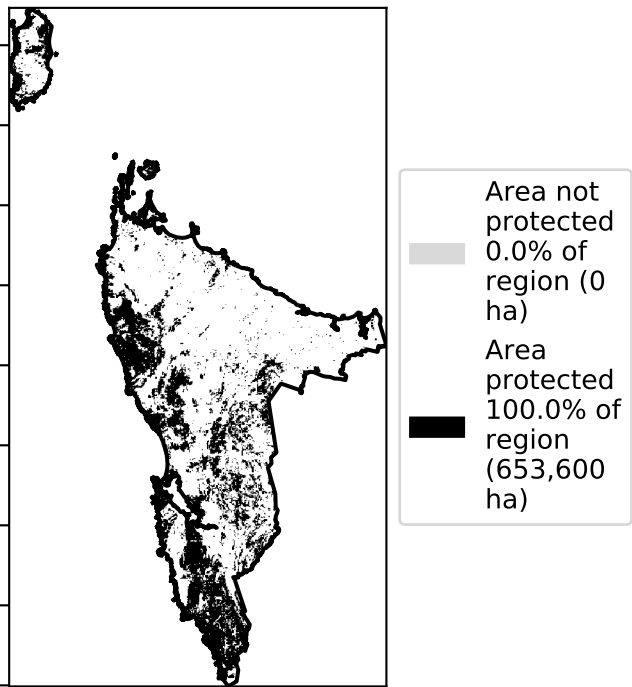 Area not
protected
0.0% of
region (0
ha)
Area
protected
100.0% of
region
(653,600
ha)